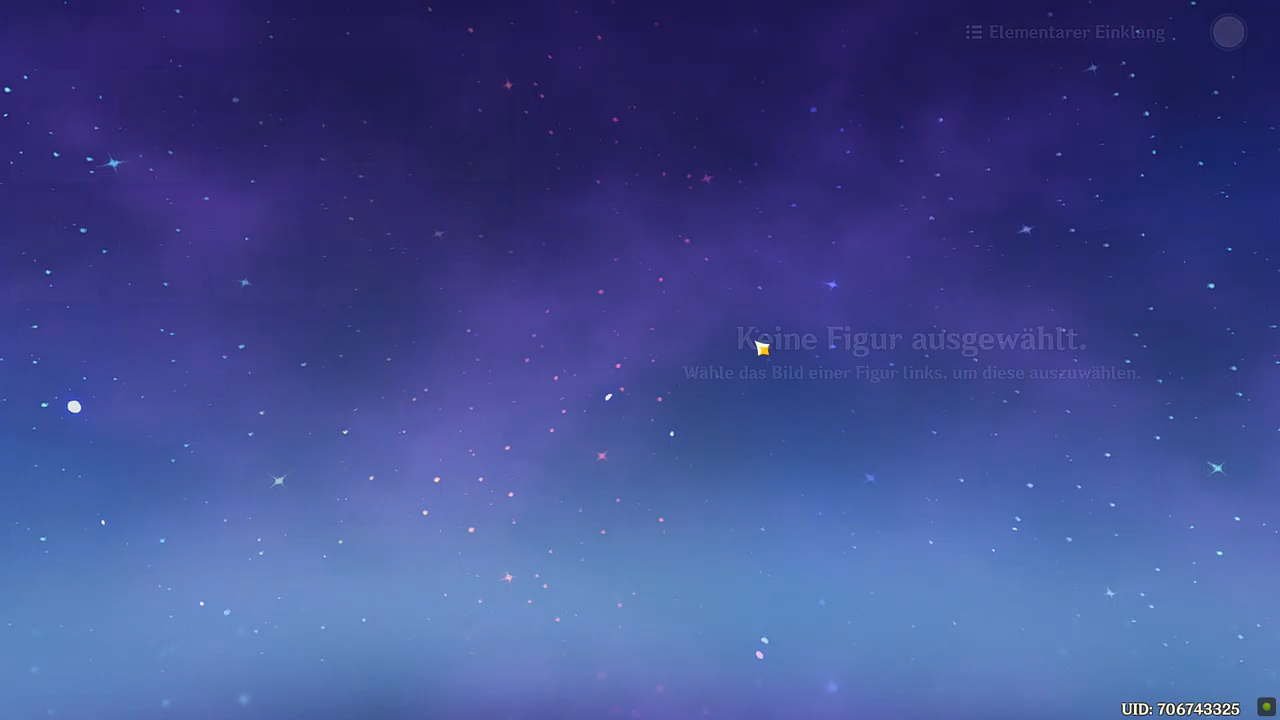 Elementarer Einklang
Keine Figur ausgewählt.
Wähle das Bild einer Figur links, um diese auszuwählen.
UID: 706743325